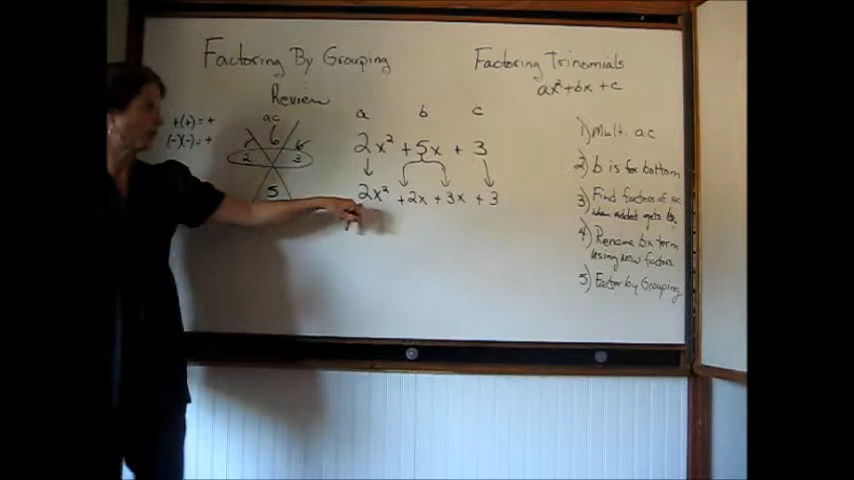 Factoring By Grouping
Review
Factoring Trinomials
ax² + bx + c
+(+) = +
(-)(-) = +
ac
6
2 3
5
a b c
2x² + 5x + 3
2x² + 2x + 3x + 3
1) Mult. ac
2) b is for bottom
3) Find factors of ac
when added gets b.
4) Rename bx term
using new factors
5) Factor by Grouping